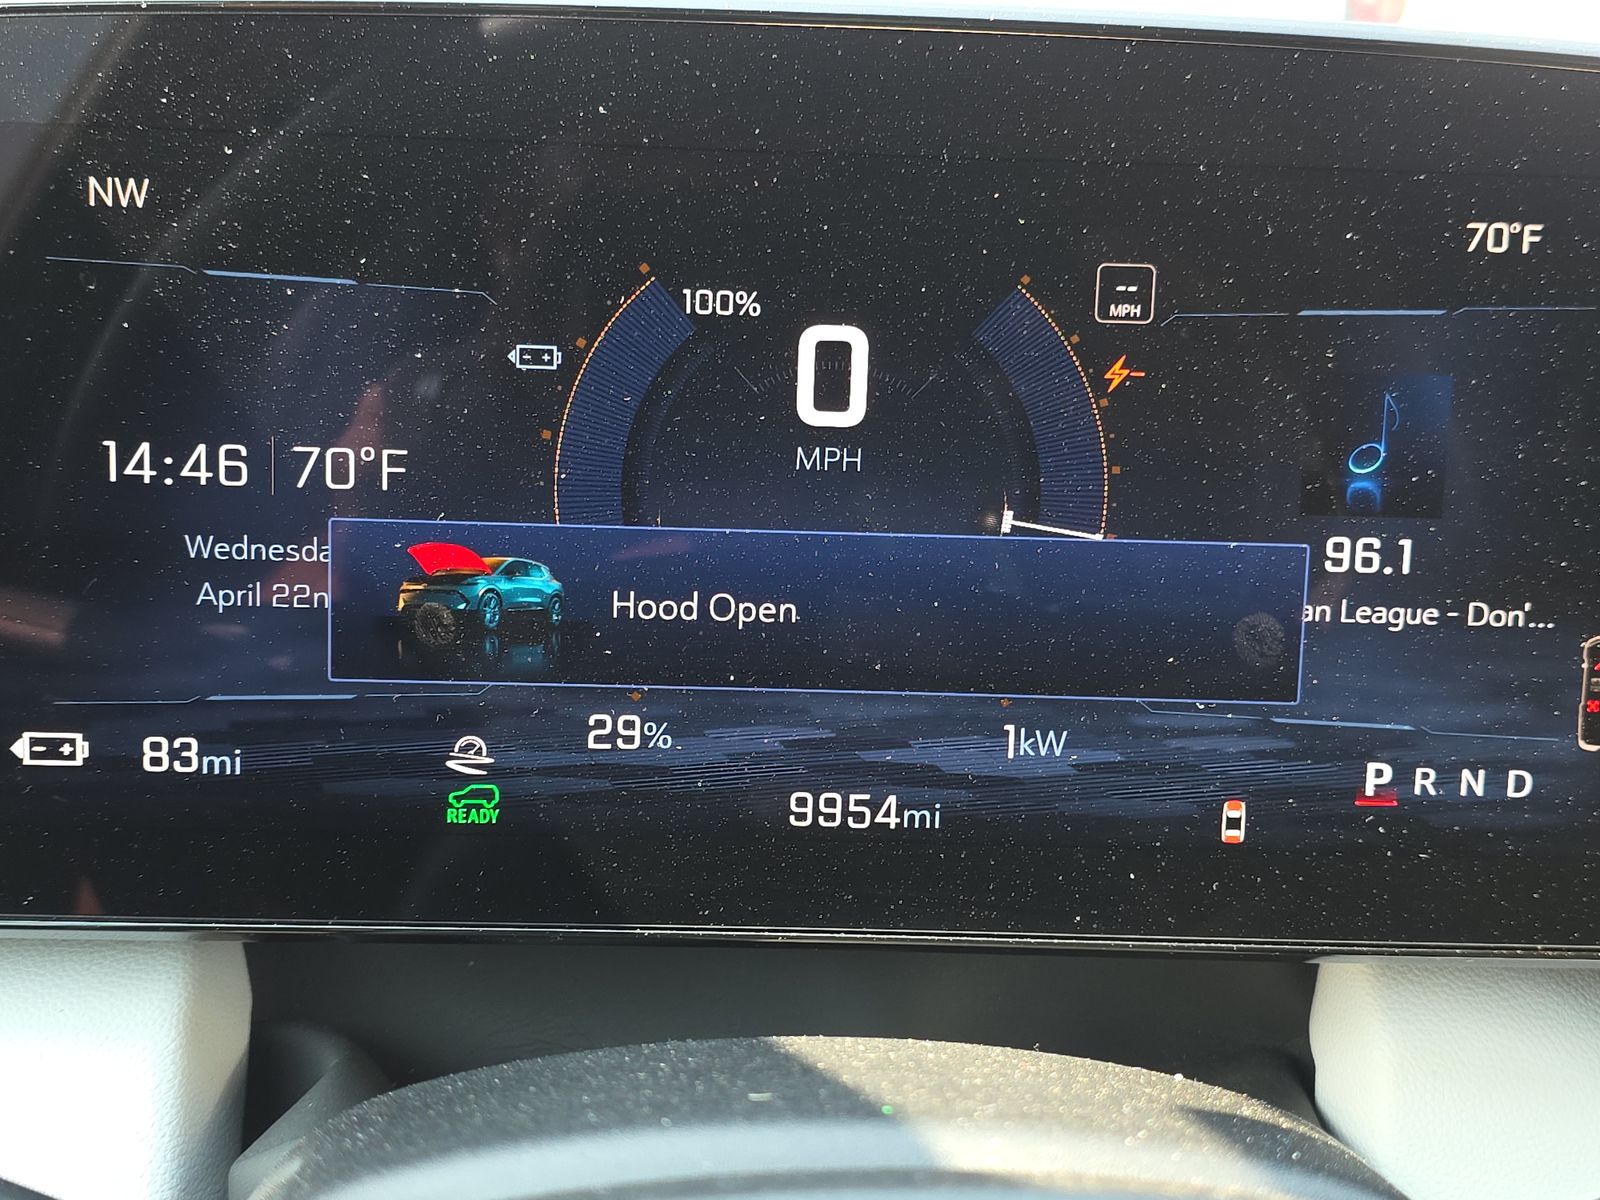 NW
70°F
100%
--
MPH
0
MPH
14:46
70°F
Wednesda
April 22n
Hood Open
96.1
an League - Don'...
83mi
READY
29%
1kW
9954mi
P R N D